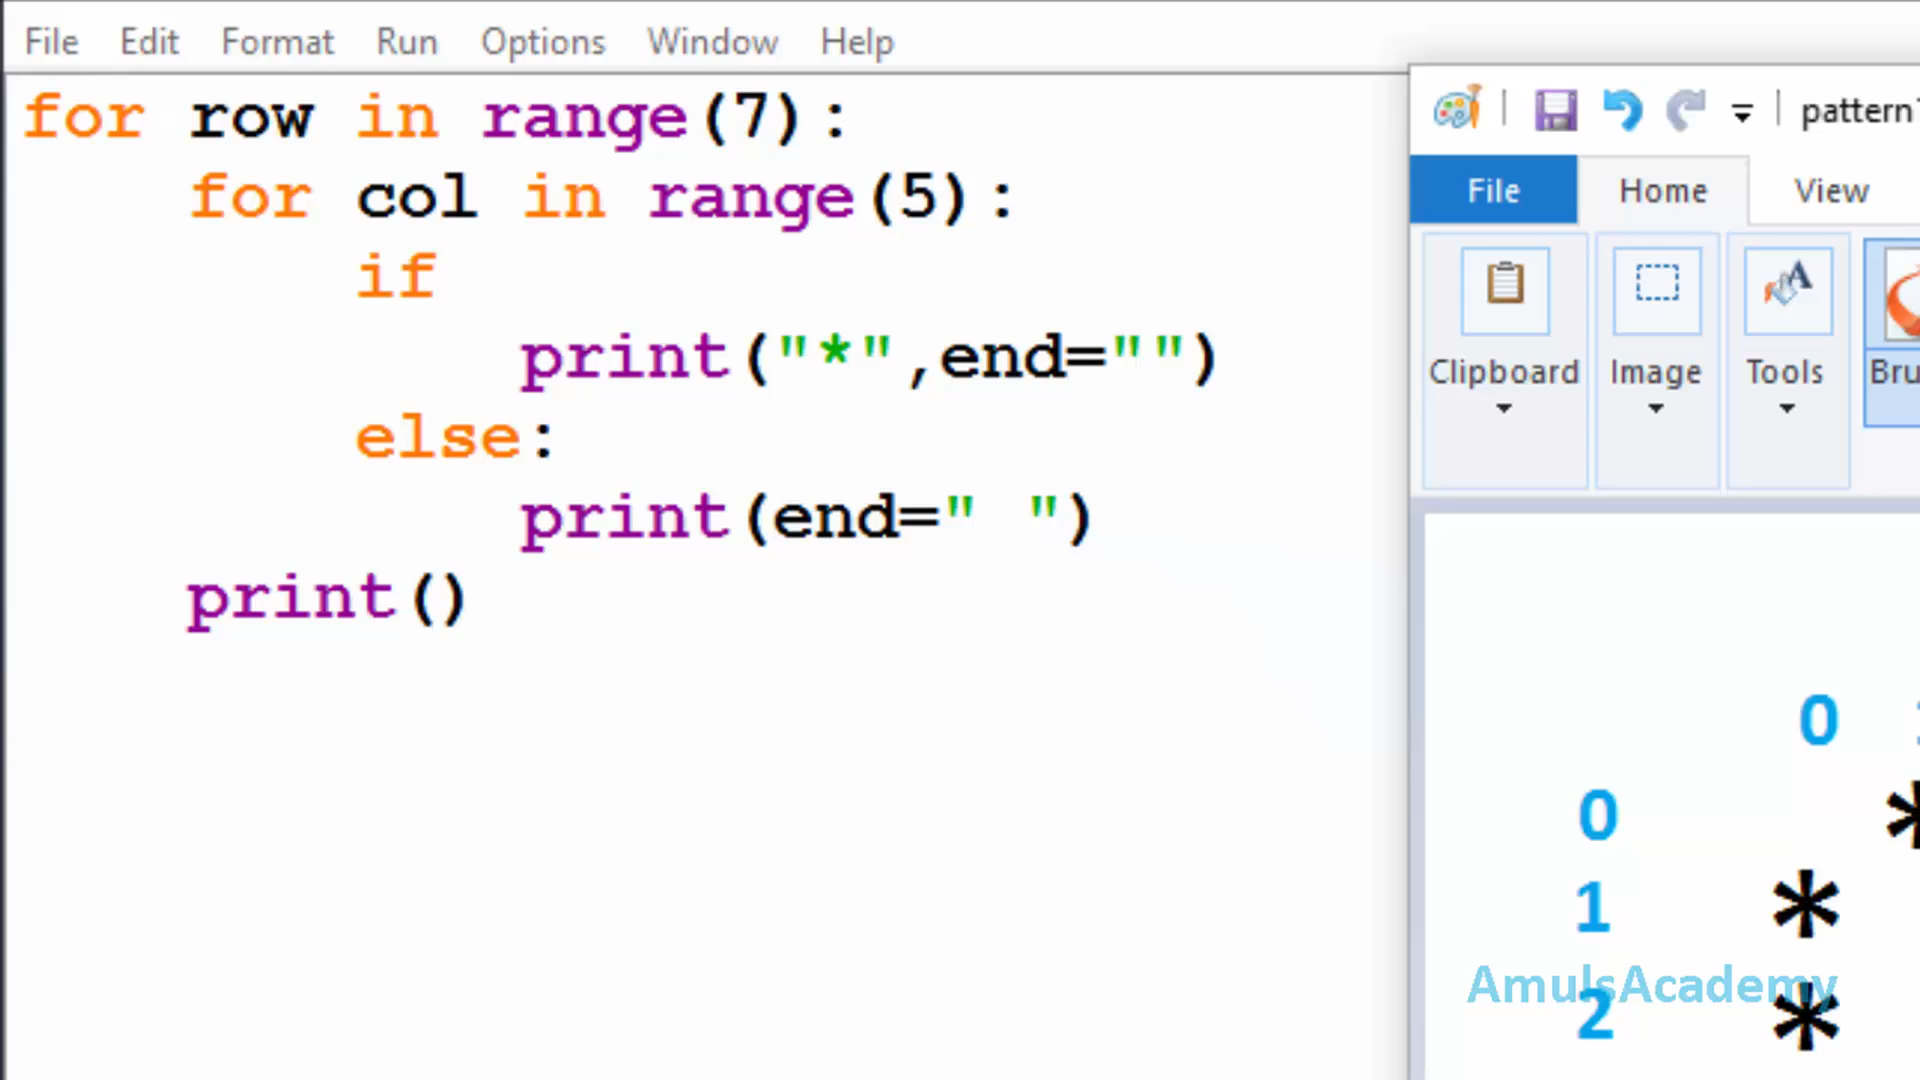 File Edit Format Run Options Window Help
for row in range(7):
for col in range(5):
if
print("*",end="")
else:
print(end=" ")
print()
pattern
File Home View
Clipboard Image Tools
0
0 *
1 *
AmulsAcademy
2 *